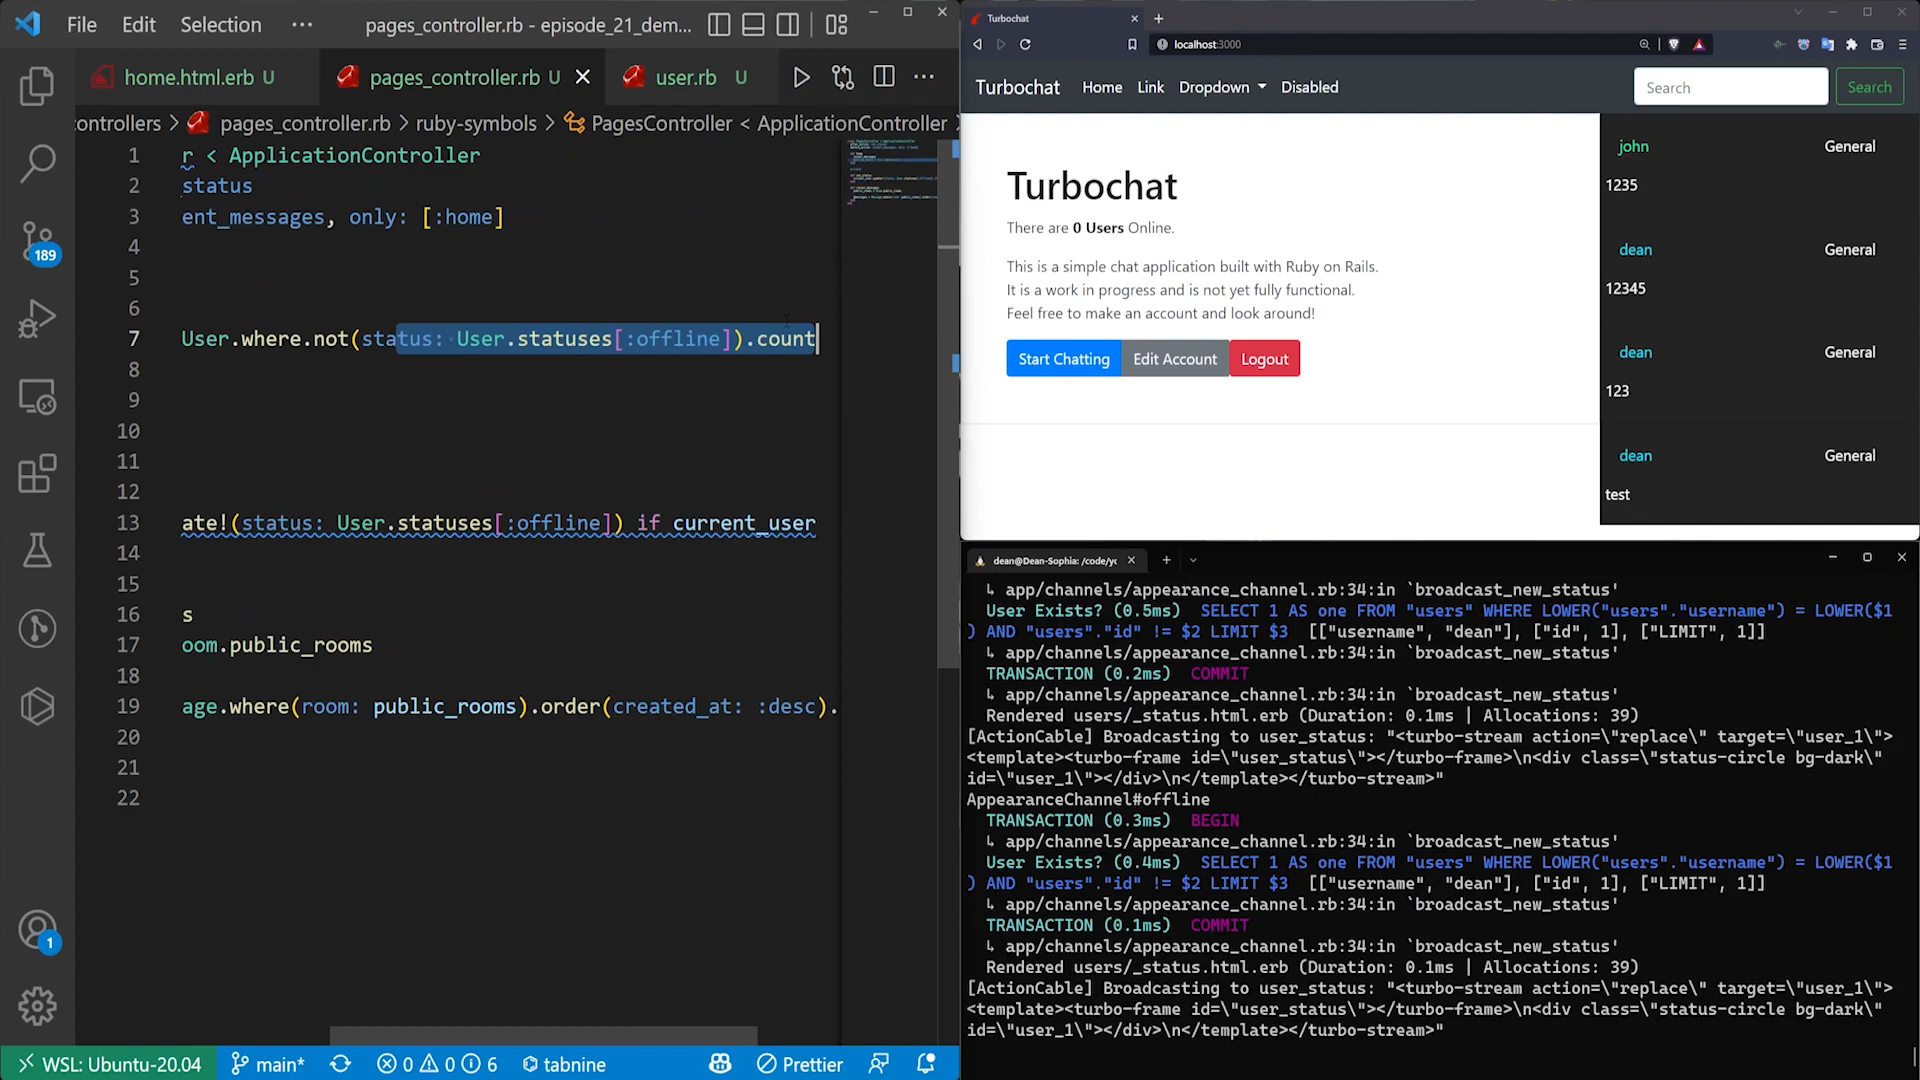 File Edit Selection ··· pages_controller.rb - episode_21_dem...
home.html.erb U
pages_controller.rb U
user.rb U
ontrollers > pages_controller.rb > ruby-symbols > PagesController < ApplicationController
1 r < ApplicationController
2 status
3 ent_messages, only: [:home]
4
5
6
7 User.where.not(status: User.statuses[:offline]).count
8
9
10
11
12
13 ate!(status: User.statuses[:offline]) if current_user
14
15
16 s
17 oom.public_rooms
18
19 age.where(room: public_rooms).order(created_at: :desc).
20
21
22
189
1
WSL: Ubuntu-20.04 main* 0 0 6 tabnine Prettier
Turbochat
localhost:3000
Turbochat Home Link Dropdown Disabled Search Search
Turbochat
There are 0 Users Online.
This is a simple chat application built with Ruby on Rails.
It is a work in progress and is not yet fully functional.
Feel free to make an account and look around!
Start Chatting Edit Account Logout
john General
1235
dean General
12345
dean General
123
dean General
test
dean@Dean-Sophia: /code/yc
↳ app/channels/appearance_channel.rb:34:in `broadcast_new_status'
User Exists? (0.5ms) SELECT 1 AS one FROM "users" WHERE LOWER("users"."username") = LOWER($1
) AND "users"."id" != $2 LIMIT $3 [["username", "dean"], ["id", 1], ["LIMIT", 1]]
↳ app/channels/appearance_channel.rb:34:in `broadcast_new_status'
TRANSACTION (0.2ms) COMMIT
↳ app/channels/appearance_channel.rb:34:in `broadcast_new_status'
Rendered users/_status.html.erb (Duration: 0.1ms | Allocations: 39)
[ActionCable] Broadcasting to user_status: "<turbo-stream action=\"replace\" target=\"user_1\">
<template><turbo-frame id=\"user_status\"></turbo-frame>\n<div class=\"status-circle bg-dark\"
id=\"user_1\"></div>\n</template></turbo-stream>"
AppearanceChannel#offline
TRANSACTION (0.3ms) BEGIN
↳ app/channels/appearance_channel.rb:34:in `broadcast_new_status'
User Exists? (0.4ms) SELECT 1 AS one FROM "users" WHERE LOWER("users"."username") = LOWER($1
) AND "users"."id" != $2 LIMIT $3 [["username", "dean"], ["id", 1], ["LIMIT", 1]]
↳ app/channels/appearance_channel.rb:34:in `broadcast_new_status'
TRANSACTION (0.1ms) COMMIT
↳ app/channels/appearance_channel.rb:34:in `broadcast_new_status'
Rendered users/_status.html.erb (Duration: 0.1ms | Allocations: 39)
[ActionCable] Broadcasting to user_status: "<turbo-stream action=\"replace\" target=\"user_1\">
<template><turbo-frame id=\"user_status\"></turbo-frame>\n<div class=\"status-circle bg-dark\"
id=\"user_1\"></div>\n</template></turbo-stream>"